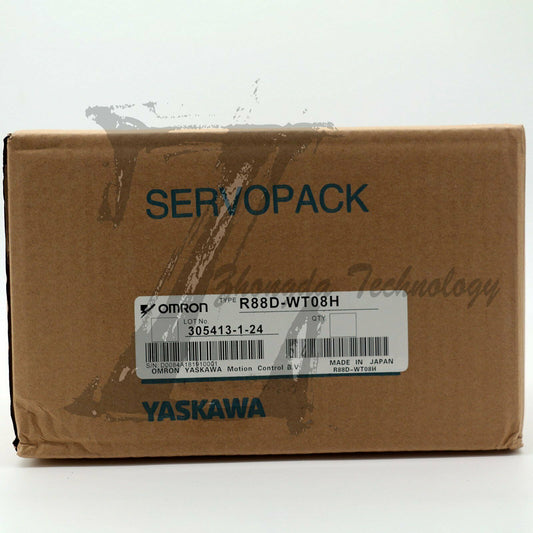 SERVOPACK
Zhongda Technology
OMRON TYPE R88D-WT08H
LOT No. QTY.
305413-1-24
S/N D0084A181910001
OMRON YASKAWA Motion Control B.V. MADE IN JAPAN
R88D-WT08H
YASKAWA